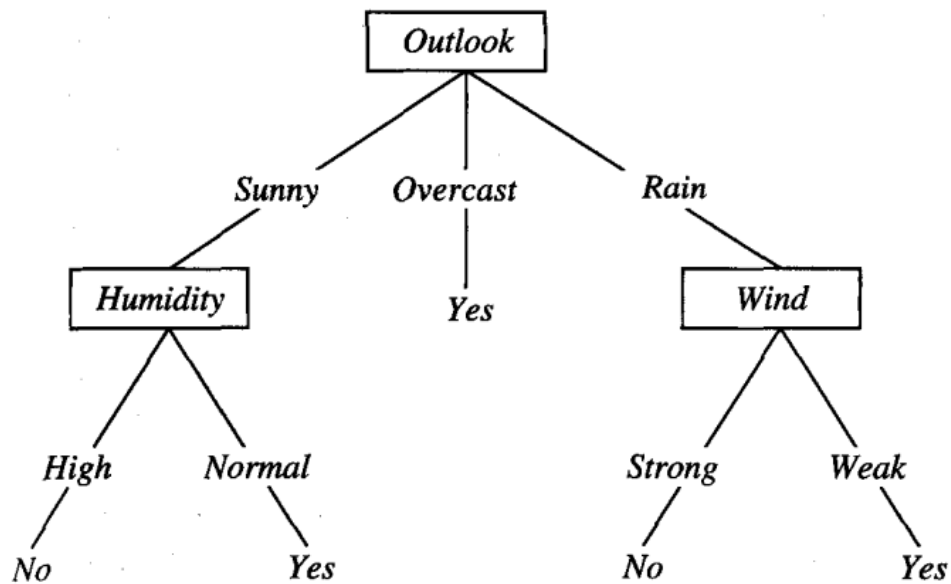 Outlook
Sunny Overcast Rain
Humidity Yes Wind
High Normal Strong Weak
No Yes No Yes